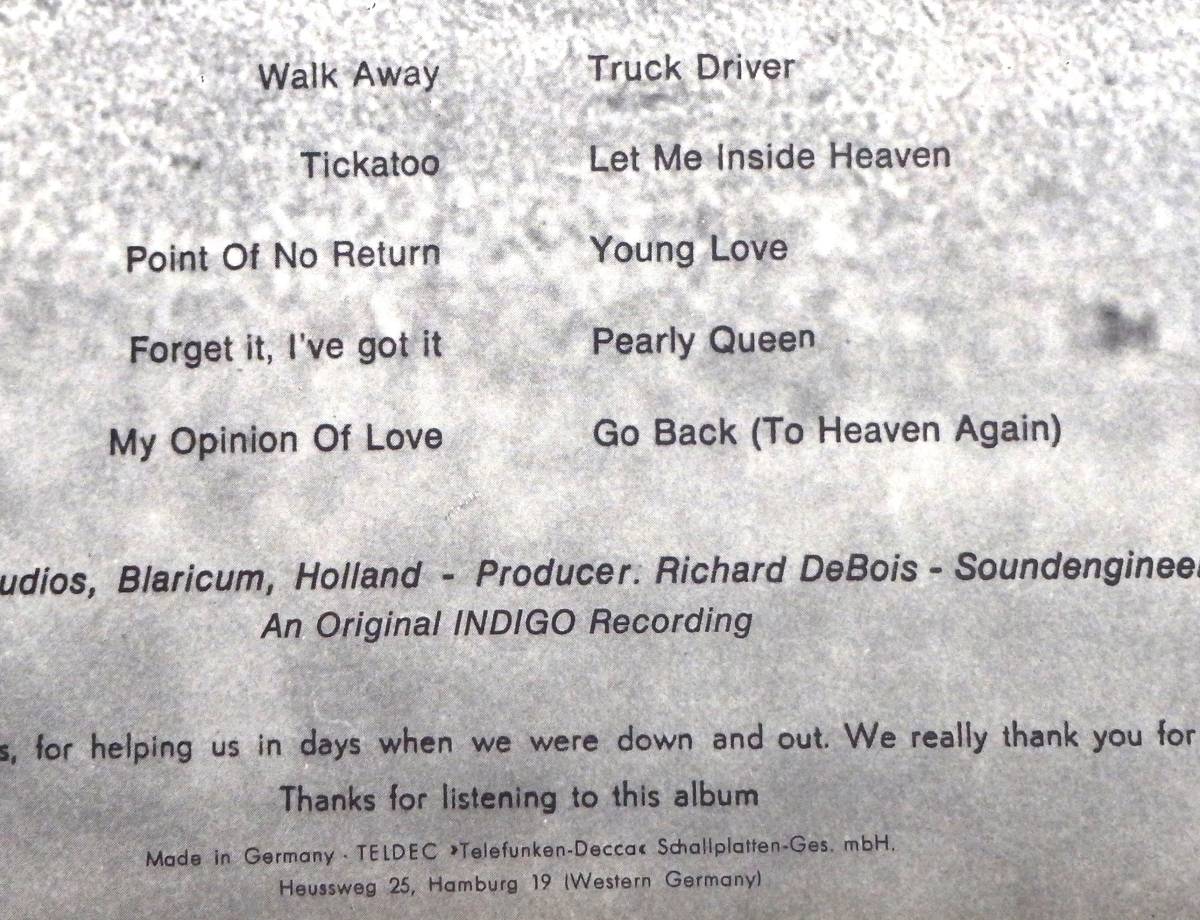 Walk Away
Tickatoo
Point Of No Return
Forget it, I've got it
My Opinion Of Love
Truck Driver
Let Me Inside Heaven
Young Love
Pearly Queen
Go Back (To Heaven Again)
udios, Blaricum, Holland - Producer. Richard DeBois - Soundenginee
An Original INDIGO Recording
s, for helping us in days when we were down and out. We really thank you for
Thanks for listening to this album
Made in Germany · TELDEC »Telefunken-Decca« Schallplatten-Ges. mbH.
Heussweg 25, Hamburg 19 (Western Germany)